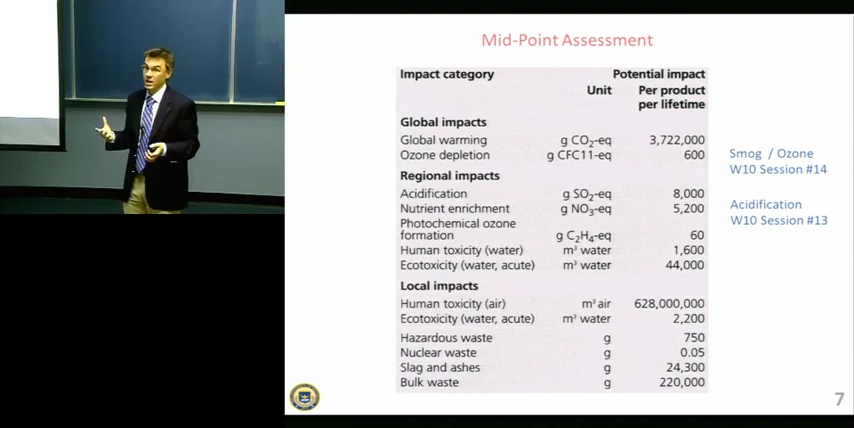 Mid-Point Assessment
Impact category Potential impact
Unit Per product
per lifetime
Global impacts
Global warming g CO₂-eq 3,722,000
Ozone depletion g CFC11-eq 600
Regional impacts
Acidification g SO₂-eq 8,000
Nutrient enrichment g NO₃-eq 5,200
Photochemical ozone
formation g C₂H₄-eq 60
Human toxicity (water) m³ water 1,600
Ecotoxicity (water, acute) m³ water 44,000
Local impacts
Human toxicity (air) m³ air 628,000,000
Ecotoxicity (water, acute) m³ water 2,200
Hazardous waste g 750
Nuclear waste g 0.05
Slag and ashes g 24,300
Bulk waste g 220,000
Smog / Ozone
W10 Session #14
Acidification
W10 Session #13
7